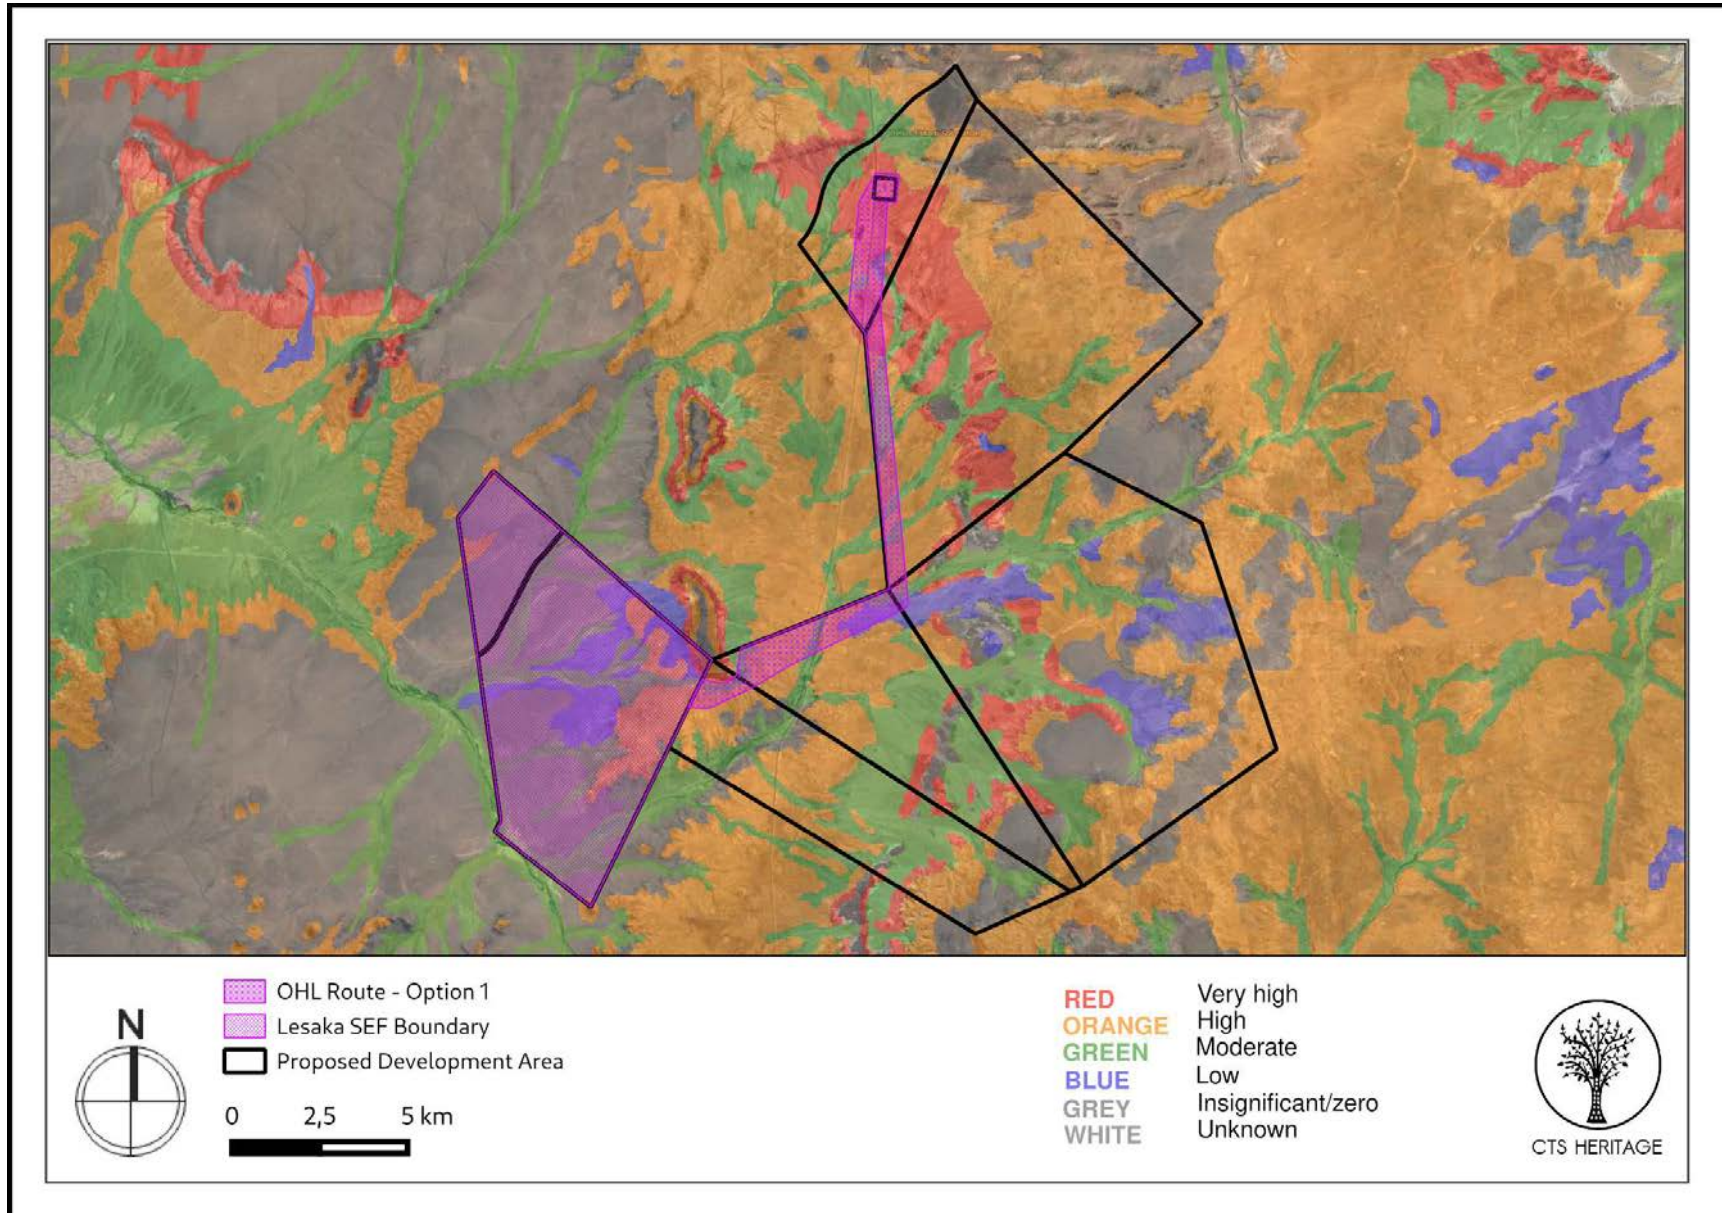 N
OHL Route - Option 1
Lesaka SEF Boundary
Proposed Development Area
0 2,5 5 km
RED Very high
ORANGE High
GREEN Moderate
BLUE Low
GREY Insignificant/zero
WHITE Unknown
CTS HERITAGE